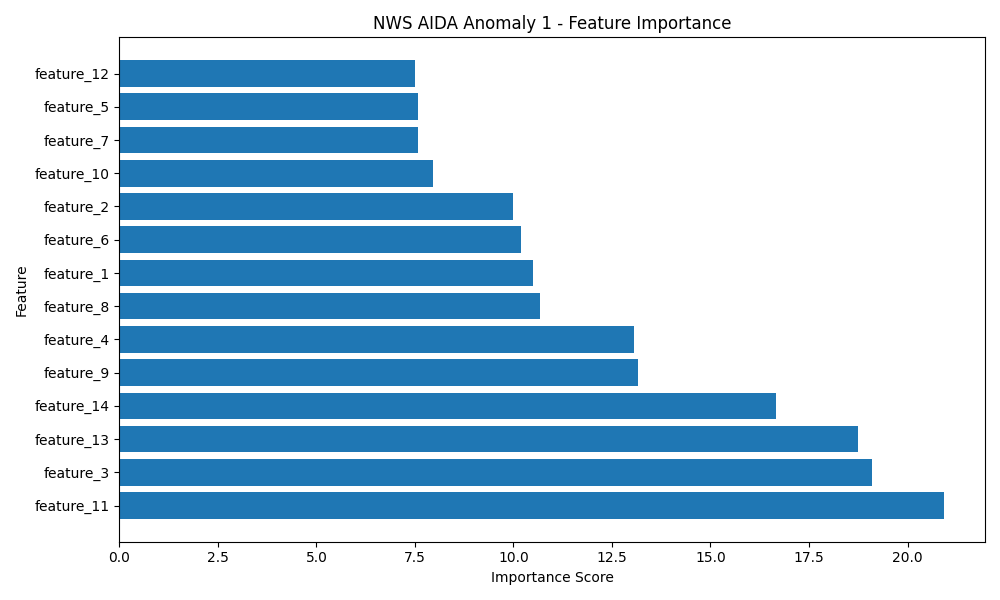 NWS AIDA Anomaly 1 - Feature Importance
feature_12
feature_5
feature_7
feature_10
feature_2
feature_6
feature_1
feature_8
feature_4
feature_9
feature_14
feature_13
feature_3
feature_11
Feature
0.0 2.5 5.0 7.5 10.0 12.5 15.0 17.5 20.0
Importance Score